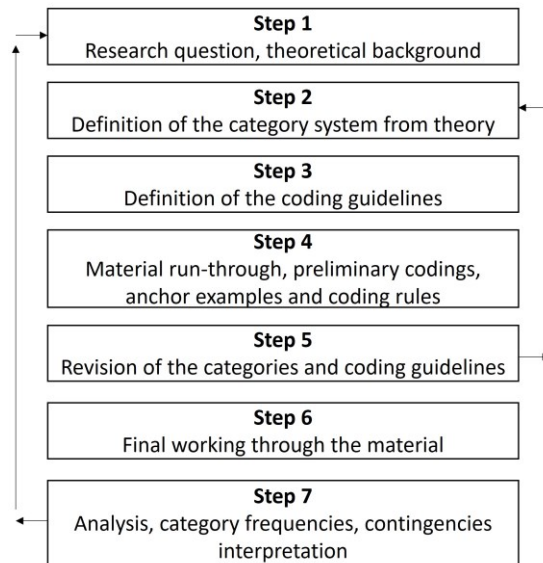 Step 1
Research question, theoretical background
Step 2
Definition of the category system from theory
Step 3
Definition of the coding guidelines
Step 4
Material run-through, preliminary codings,
anchor examples and coding rules
Step 5
Revision of the categories and coding guidelines
Step 6
Final working through the material
Step 7
Analysis, category frequencies, contingencies
interpretation